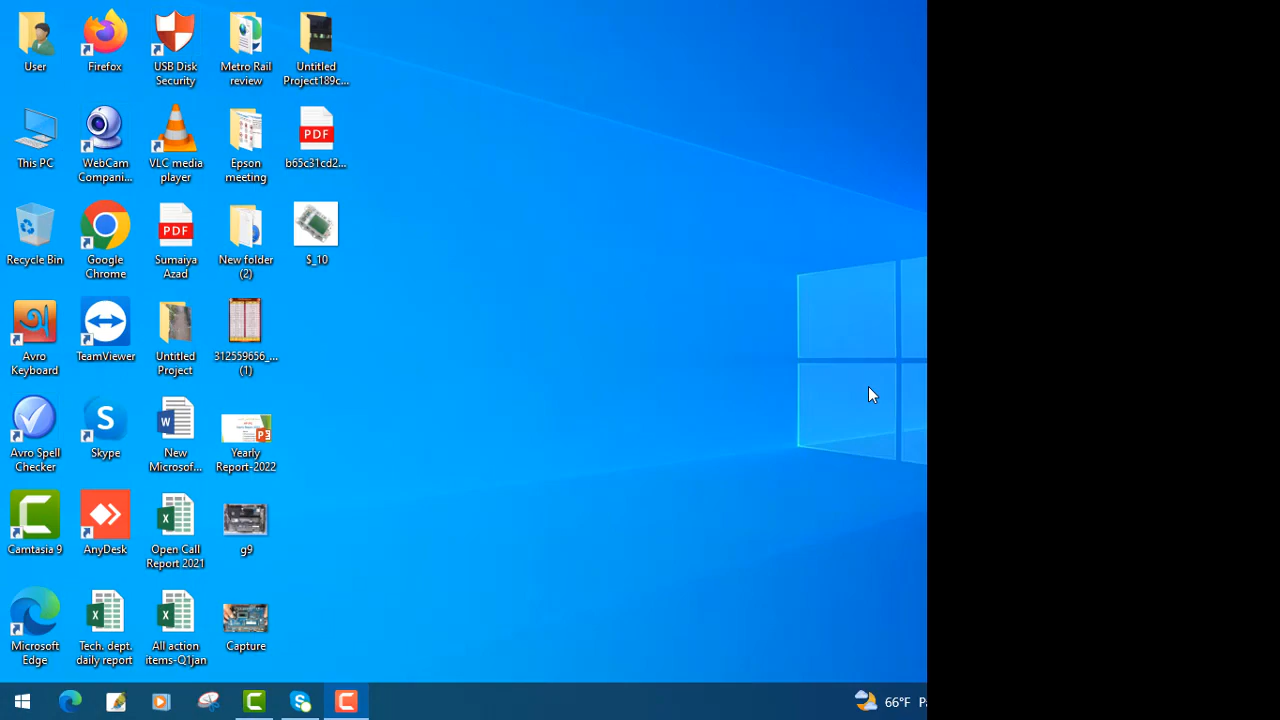 User
Firefox
USB Disk
Security
Metro Rail
review
Untitled
Project189c...
This PC
WebCam
Compani...
VLC media
player
Epson
meeting
PDF
b65c31cd2...
Recycle Bin
Google
Chrome
PDF
Sumaiya
Azad
New folder
(2)
S_10
Avro
Keyboard
TeamViewer
Untitled
Project
312559656_...
(1)
Avro Spell
Checker
Skype
New
Microsof...
Yearly
Report-2022
Camtasia 9
AnyDesk
Open Call
Report 2021
g9
Microsoft
Edge
Tech. dept.
daily report
All action
items-Q1jan
Capture
66°F